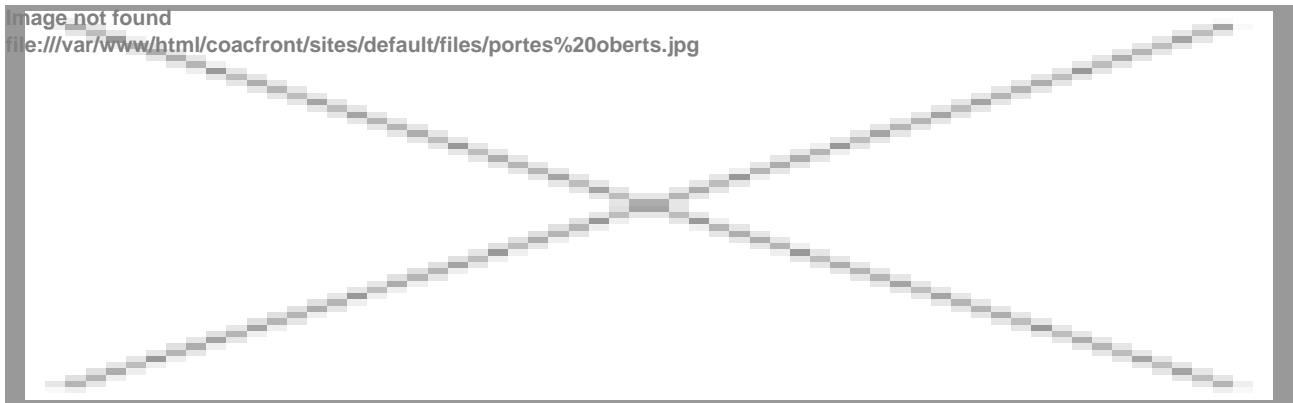 Image not found
file:///var/www/html/coacfront/sites/default/files/portes%20oberts.jpg